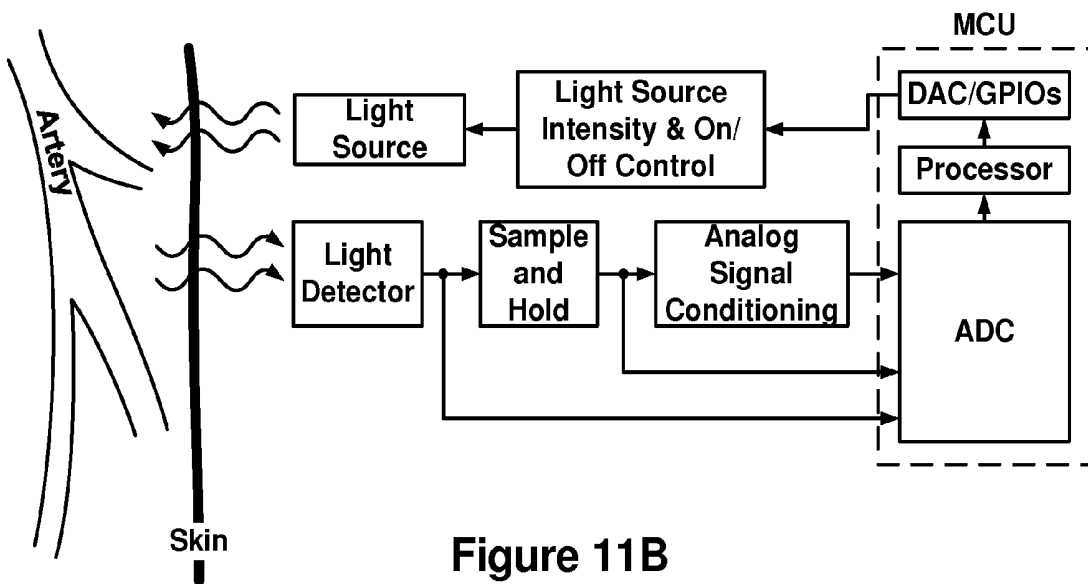 MCU
Light
Source
Light Source
Intensity & On/
Off Control
DAC/GPIOs
Processor
Artery
Light
Detector
Sample
and
Hold
Analog
Signal
Conditioning
ADC
Skin
Figure 11B